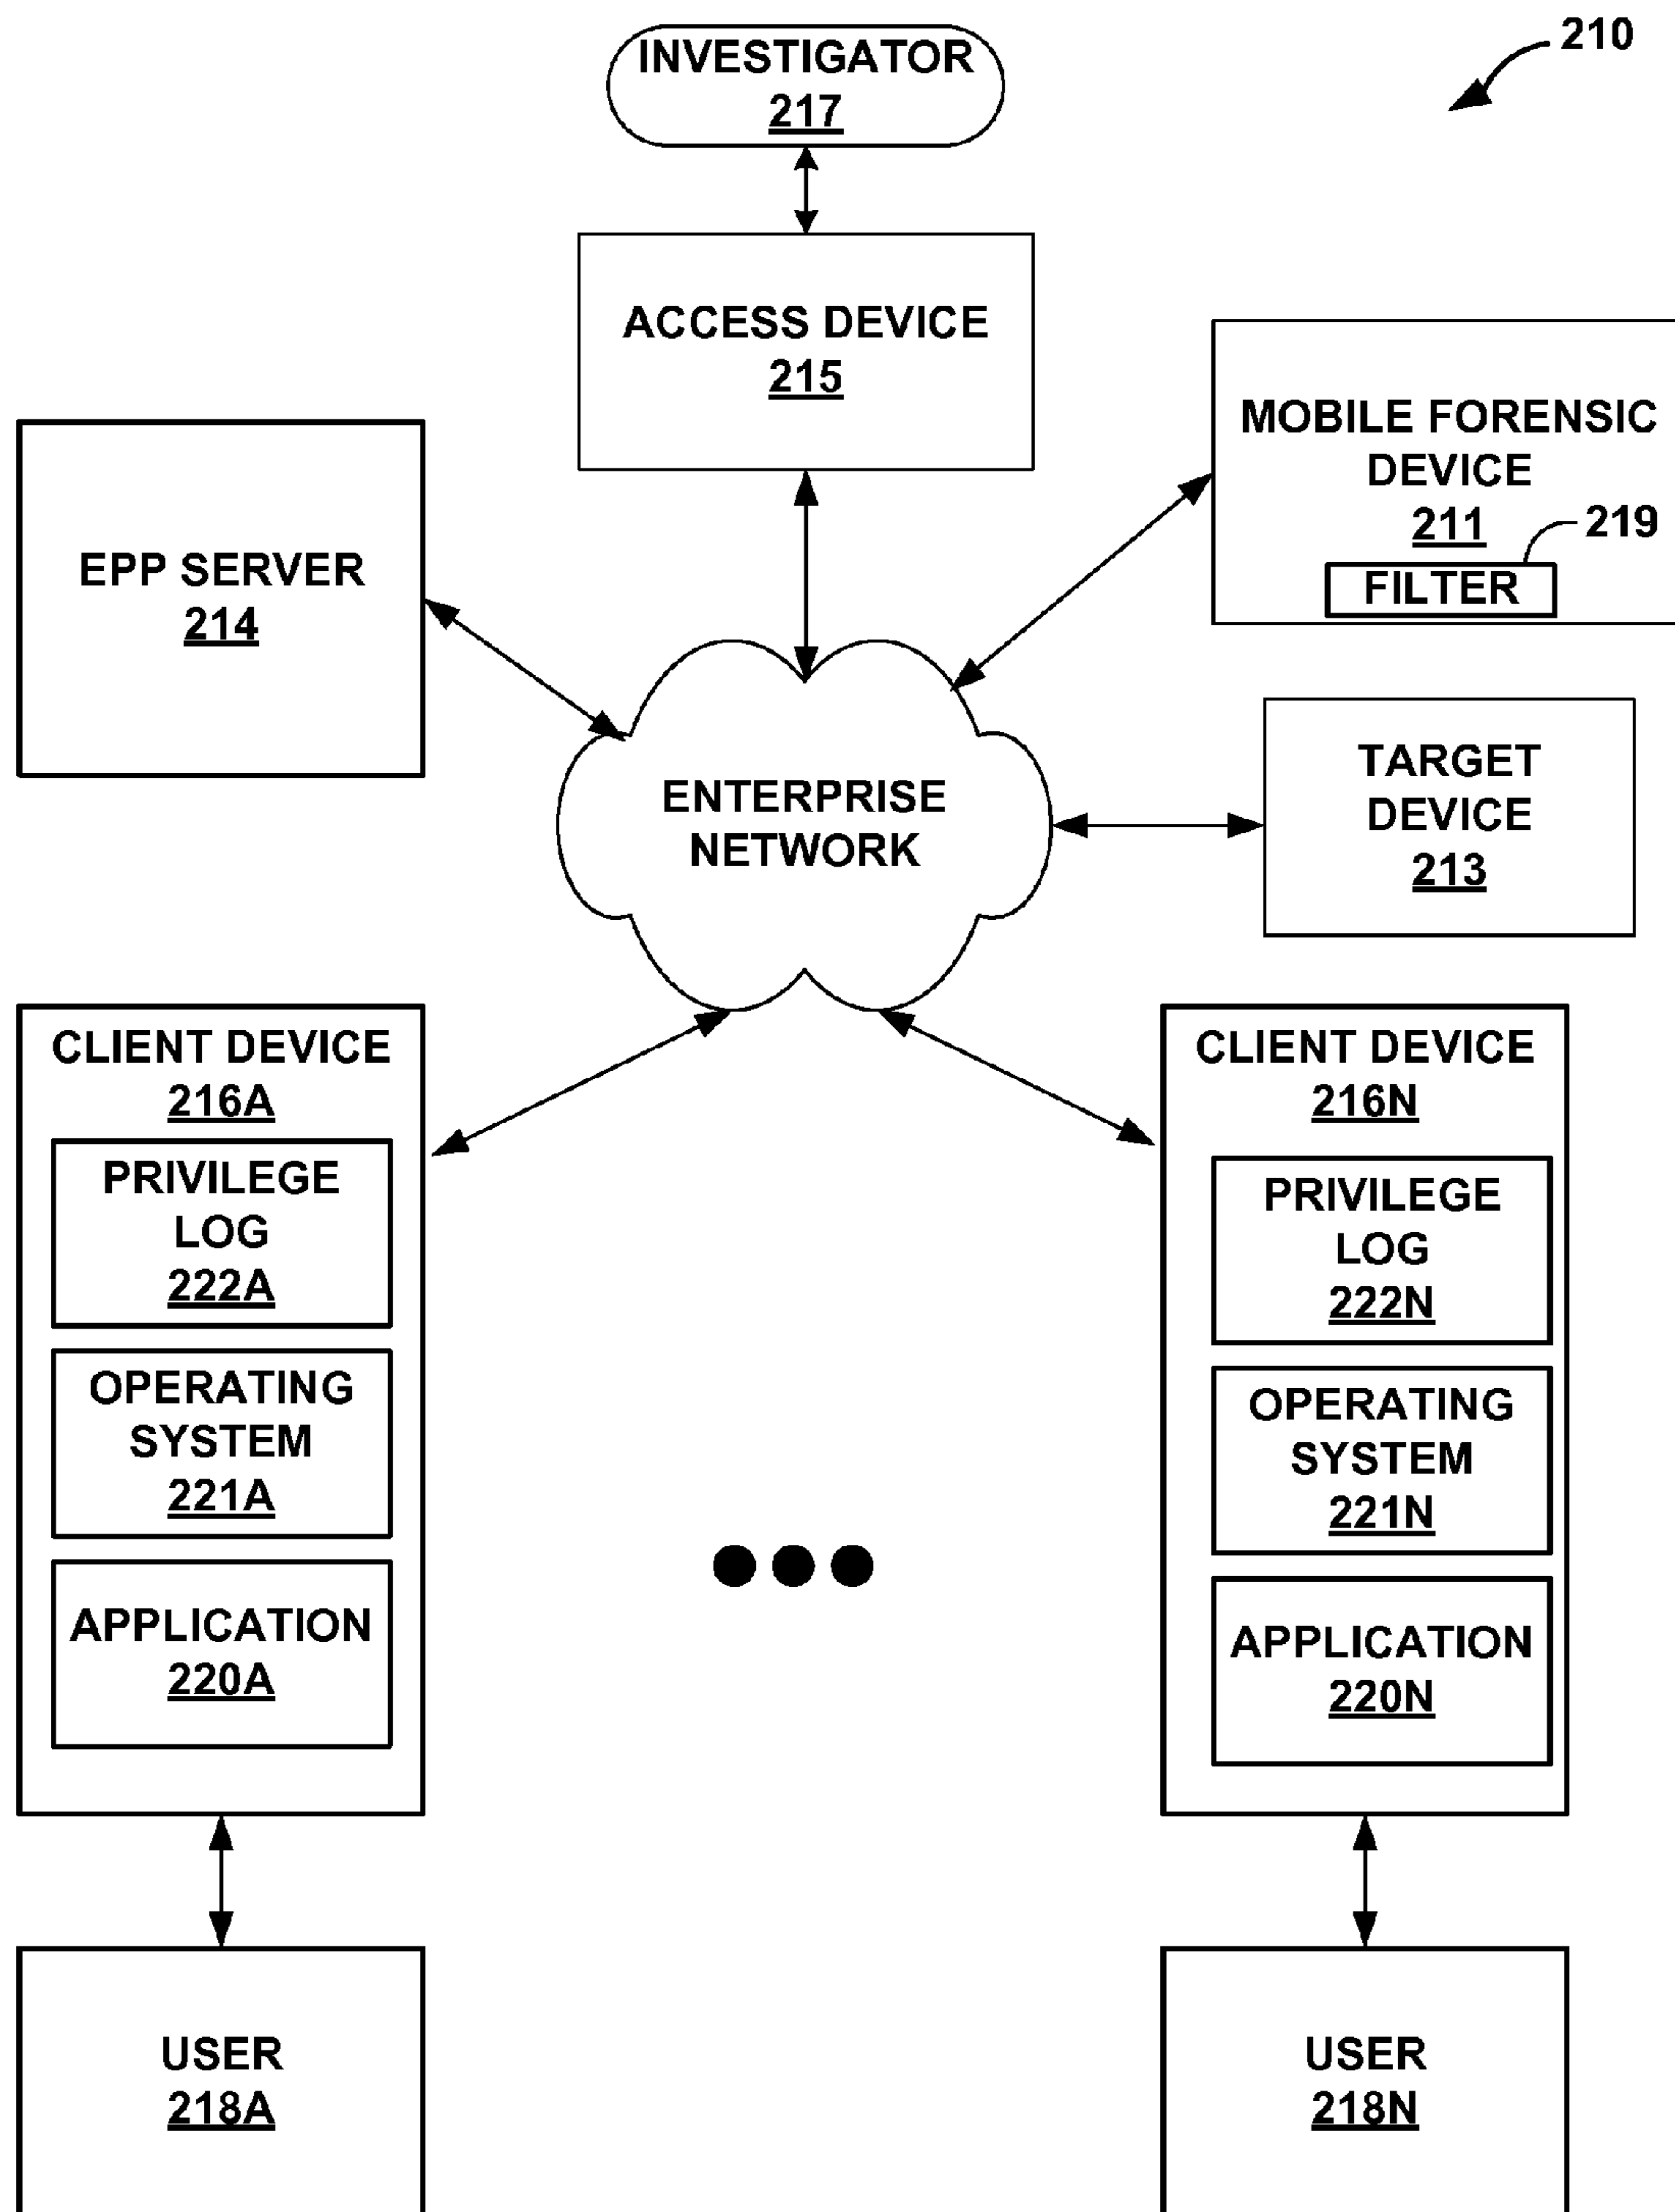 210
INVESTIGATOR
217
ACCESS DEVICE
215
MOBILE FORENSIC
DEVICE
211
219
FILTER
EPP SERVER
214
ENTERPRISE
NETWORK
TARGET
DEVICE
213
CLIENT DEVICE
216A
PRIVILEGE
LOG
222A
OPERATING
SYSTEM
221A
APPLICATION
220A
CLIENT DEVICE
216N
PRIVILEGE
LOG
222N
OPERATING
SYSTEM
221N
APPLICATION
220N
USER
218A
USER
218N